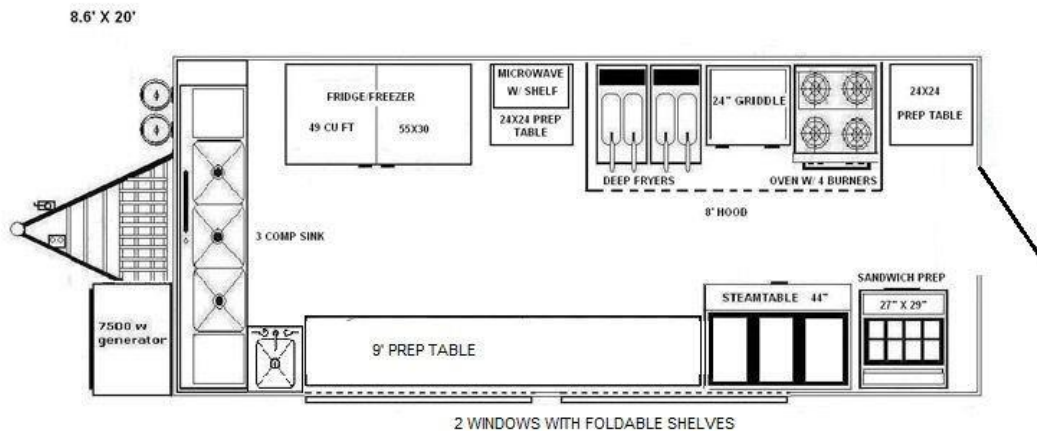 8.6' X 20'
MICROWAVE
W/ SHELF
FRIDGE/FREEZER
49 CU FT 55X30
24X24 PREP
TABLE
24" GRIDDLE
24X24
PREP TABLE
DEEP FRYERS
OVEN W/ 4 BURNERS
8' HOOD
3 COMP SINK
SANDWICH PREP
STEAMTABLE 44"
27" X 29"
7500 w
generator
9' PREP TABLE
2 WINDOWS WITH FOLDABLE SHELVES